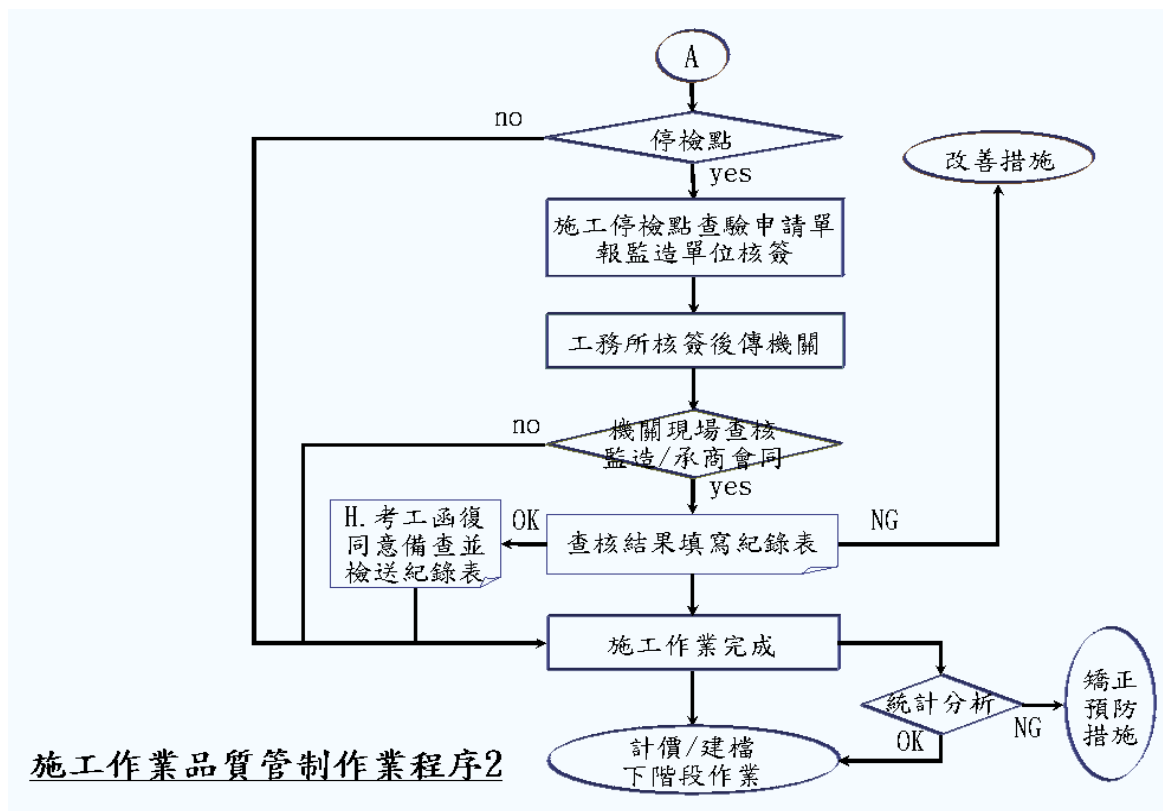 A
no
停檢點
改善措施
yes
施工停檢點查驗申請單
報監造單位核簽
工務所核簽後傳機關
no
機關現場查核
監造/承商會同
yes
H.考工函復
同意備查並
檢送紀錄表
OK
查核結果填寫紀錄表
NG
施工作業完成
統計分析
NG
OK
矯正
預防
措施
計價/建檔
下階段作業
施工作業品質管制作業程序2